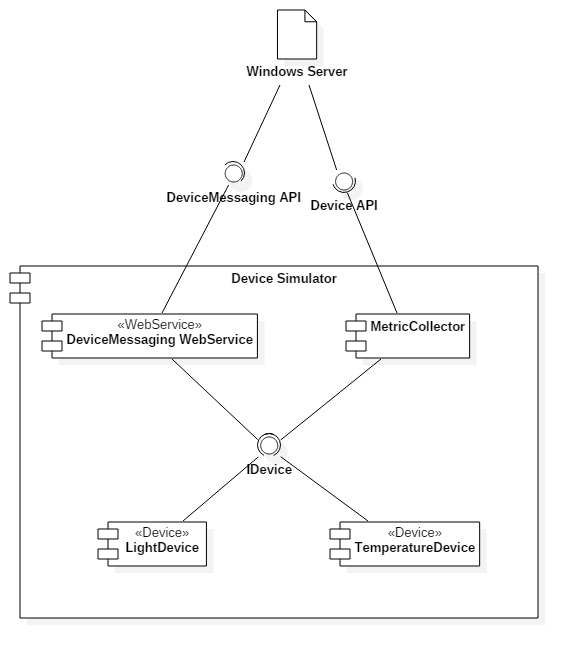 Windows Server
DeviceMessaging API
Device API
Device Simulator
«WebService»
DeviceMessaging WebService
MetricCollector
IDevice
«Device»
LightDevice
«Device»
TemperatureDevice